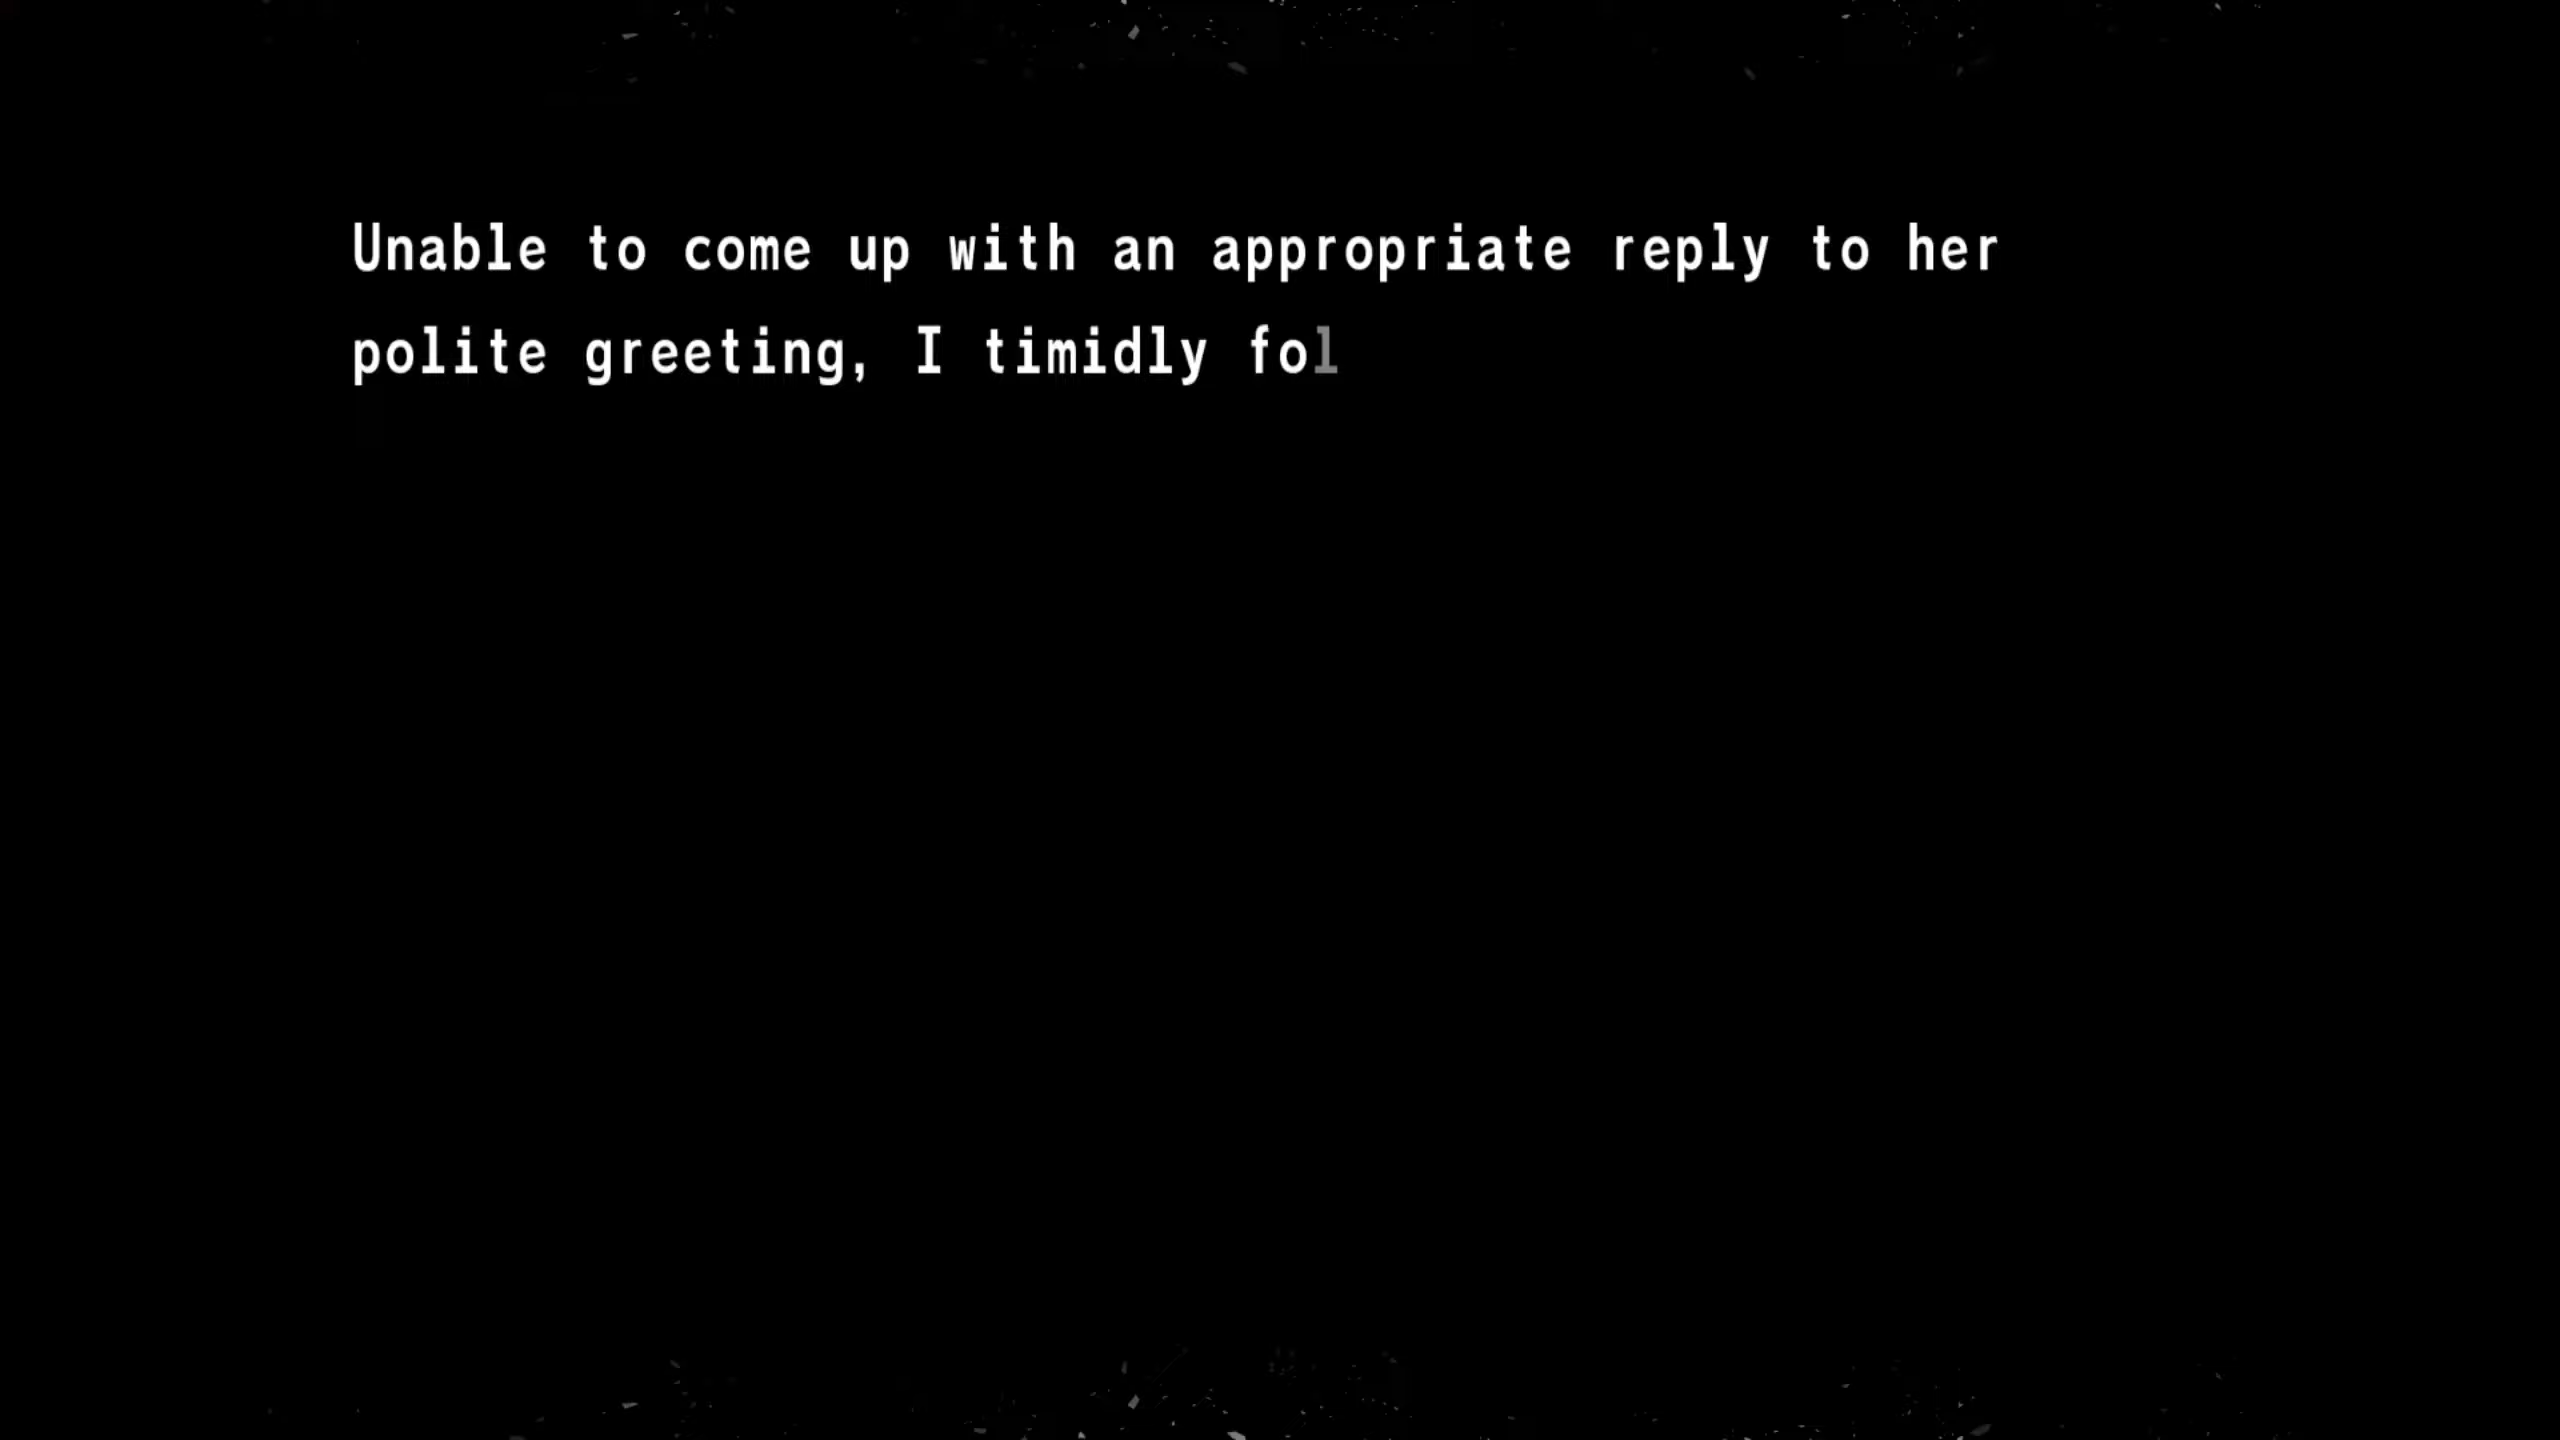 Unable to come up with an appropriate reply to her
polite greeting, I timidly fol